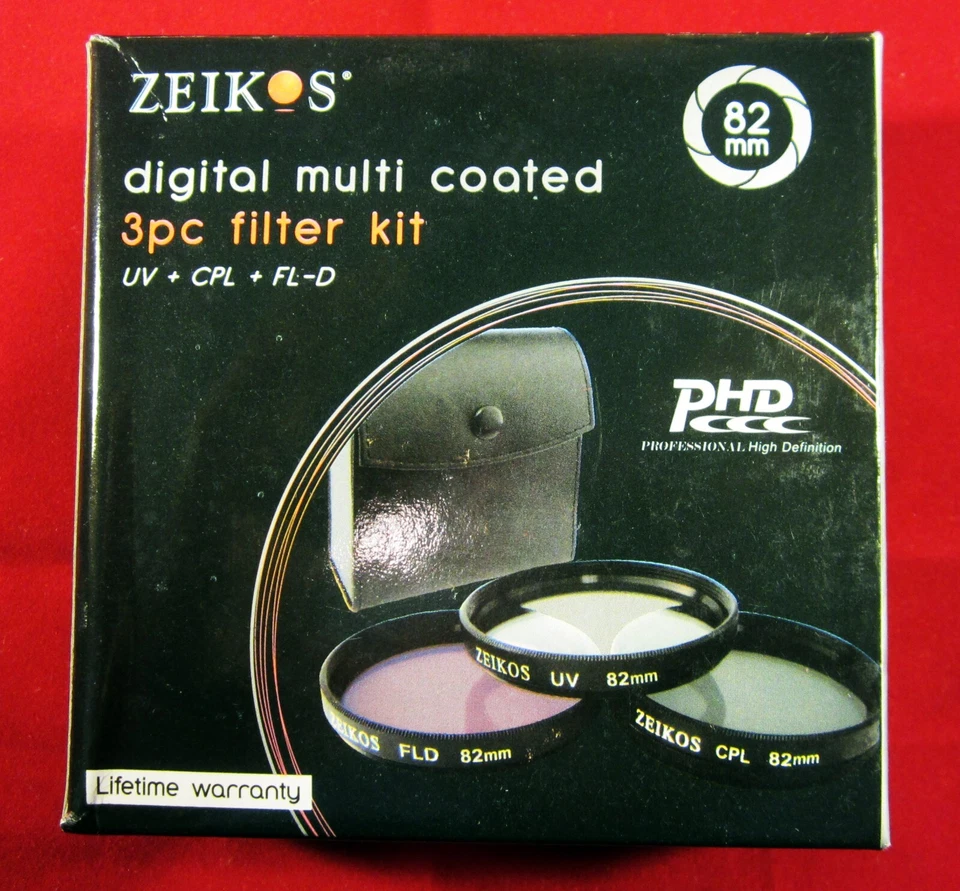 ZEIKOS®
82
mm
digital multi coated
3pc filter kit
UV + CPL + FL-D
PHD
PROFESSIONAL High Definition
ZEIKOS UV 82mm
ZEIKOS FLD 82mm
ZEIKOS CPL 82mm
Lifetime warranty